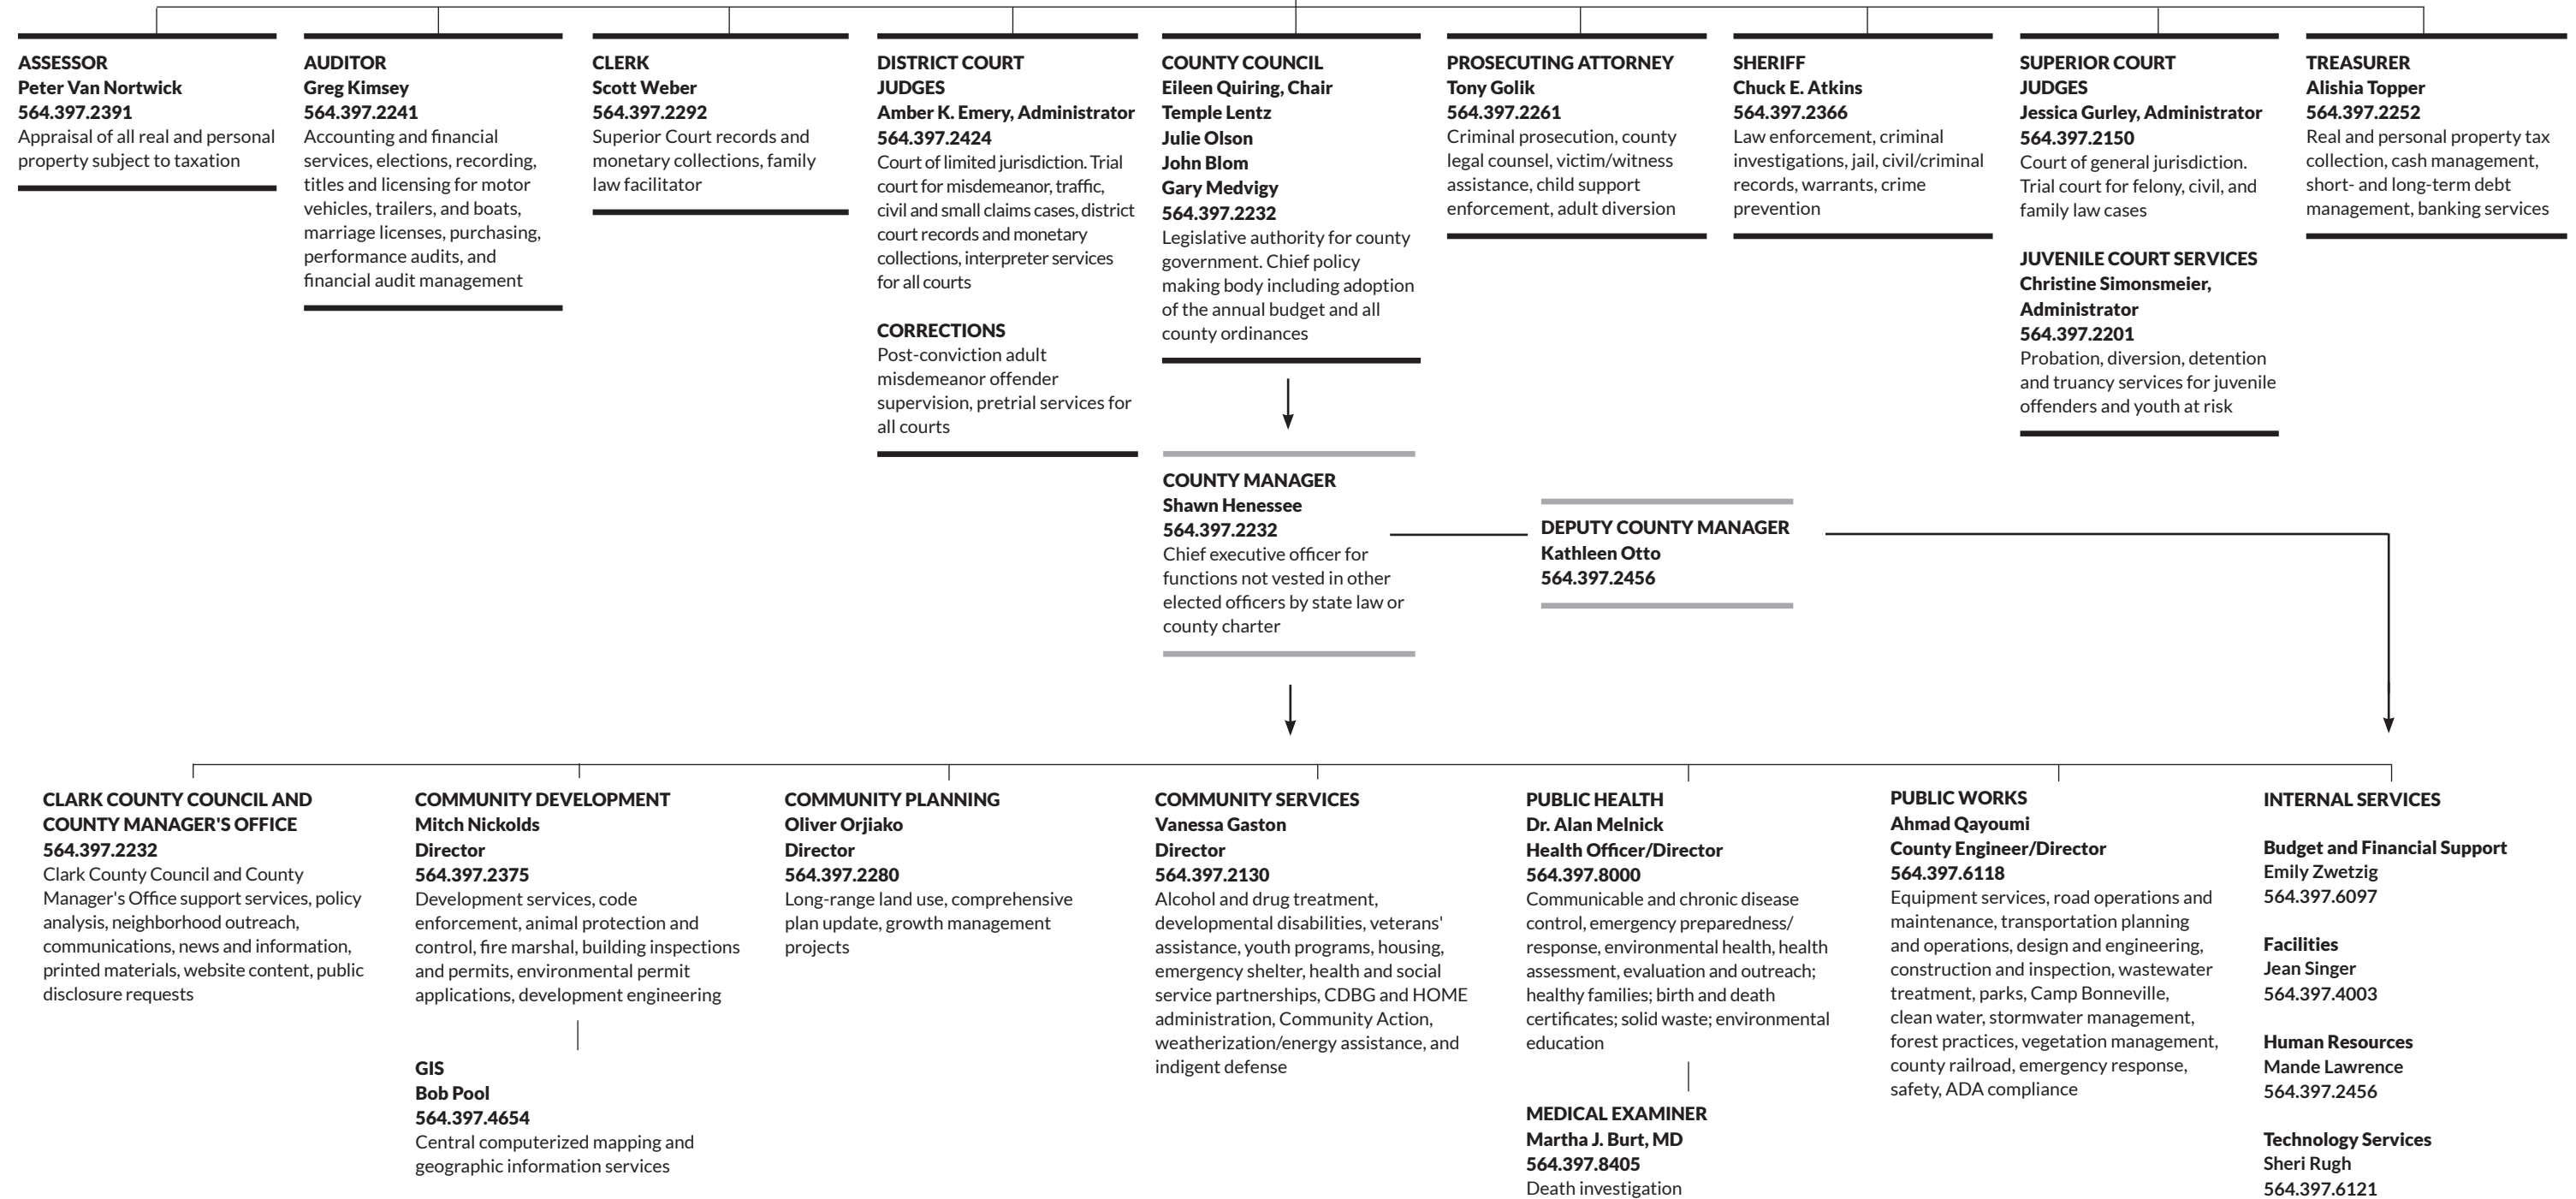 ASSESSOR
Peter Van Nortwick
564.397.2391
Appraisal of all real and personal
property subject to taxation
AUDITOR
Greg Kimsey
564.397.2241
Accounting and financial
services, elections, recording,
titles and licensing for motor
vehicles, trailers, and boats,
marriage licenses, purchasing,
performance audits, and
financial audit management
CLERK
Scott Weber
564.397.2292
Superior Court records and
monetary collections, family
law facilitator
DISTRICT COURT
JUDGES
Amber K. Emery, Administrator
564.397.2424
Court of limited jurisdiction. Trial
court for misdemeanor, traffic,
civil and small claims cases, district
court records and monetary
collections, interpreter services
for all courts
CORRECTIONS
Post-conviction adult
misdemeanor offender
supervision, pretrial services for
all courts
COUNTY COUNCIL
Eileen Quiring, Chair
Temple Lentz
Julie Olson
John Blom
Gary Medvigy
564.397.2232
Legislative authority for county
government. Chief policy
making body including adoption
of the annual budget and all
county ordinances
PROSECUTING ATTORNEY
Tony Golik
564.397.2261
Criminal prosecution, county
legal counsel, victim/witness
assistance, child support
enforcement, adult diversion
SHERIFF
Chuck E. Atkins
564.397.2366
Law enforcement, criminal
investigations, jail, civil/criminal
records, warrants, crime
prevention
SUPERIOR COURT
JUDGES
Jessica Gurley, Administrator
564.397.2150
Court of general jurisdiction.
Trial court for felony, civil, and
family law cases
JUVENILE COURT SERVICES
Christine Simonsmeier,
Administrator
564.397.2201
Probation, diversion, detention
and truancy services for juvenile
offenders and youth at risk
TREASURER
Alishia Topper
564.397.2252
Real and personal property tax
collection, cash management,
short- and long-term debt
management, banking services
COUNTY MANAGER
Shawn Henessee
564.397.2232
Chief executive officer for
functions not vested in other
elected officers by state law or
county charter
DEPUTY COUNTY MANAGER
Kathleen Otto
564.397.2456
CLARK COUNTY COUNCIL AND
COUNTY MANAGER'S OFFICE
564.397.2232
Clark County Council and County
Manager's Office support services, policy
analysis, neighborhood outreach,
communications, news and information,
printed materials, website content, public
disclosure requests
COMMUNITY DEVELOPMENT
Mitch Nickolds
Director
564.397.2375
Development services, code
enforcement, animal protection and
control, fire marshal, building inspections
and permits, environmental permit
applications, development engineering
GIS
Bob Pool
564.397.4654
Central computerized mapping and
geographic information services
COMMUNITY PLANNING
Oliver Orjiako
Director
564.397.2280
Long-range land use, comprehensive
plan update, growth management
projects
COMMUNITY SERVICES
Vanessa Gaston
Director
564.397.2130
Alcohol and drug treatment,
developmental disabilities, veterans'
assistance, youth programs, housing,
emergency shelter, health and social
service partnerships, CDBG and HOME
administration, Community Action,
weatherization/energy assistance, and
indigent defense
PUBLIC HEALTH
Dr. Alan Melnick
Health Officer/Director
564.397.8000
Communicable and chronic disease
control, emergency preparedness/
response, environmental health, health
assessment, evaluation and outreach;
healthy families; birth and death
certificates; solid waste; environmental
education
MEDICAL EXAMINER
Martha J. Burt, MD
564.397.8405
Death investigation
PUBLIC WORKS
Ahmad Qayoumi
County Engineer/Director
564.397.6118
Equipment services, road operations and
maintenance, transportation planning
and operations, design and engineering,
construction and inspection, wastewater
treatment, parks, Camp Bonneville,
clean water, stormwater management,
forest practices, vegetation management,
county railroad, emergency response,
safety, ADA compliance
INTERNAL SERVICES
Budget and Financial Support
Emily Zwetzig
564.397.6097
Facilities
Jean Singer
564.397.4003
Human Resources
Mande Lawrence
564.397.2456
Technology Services
Sheri Rugh
564.397.6121